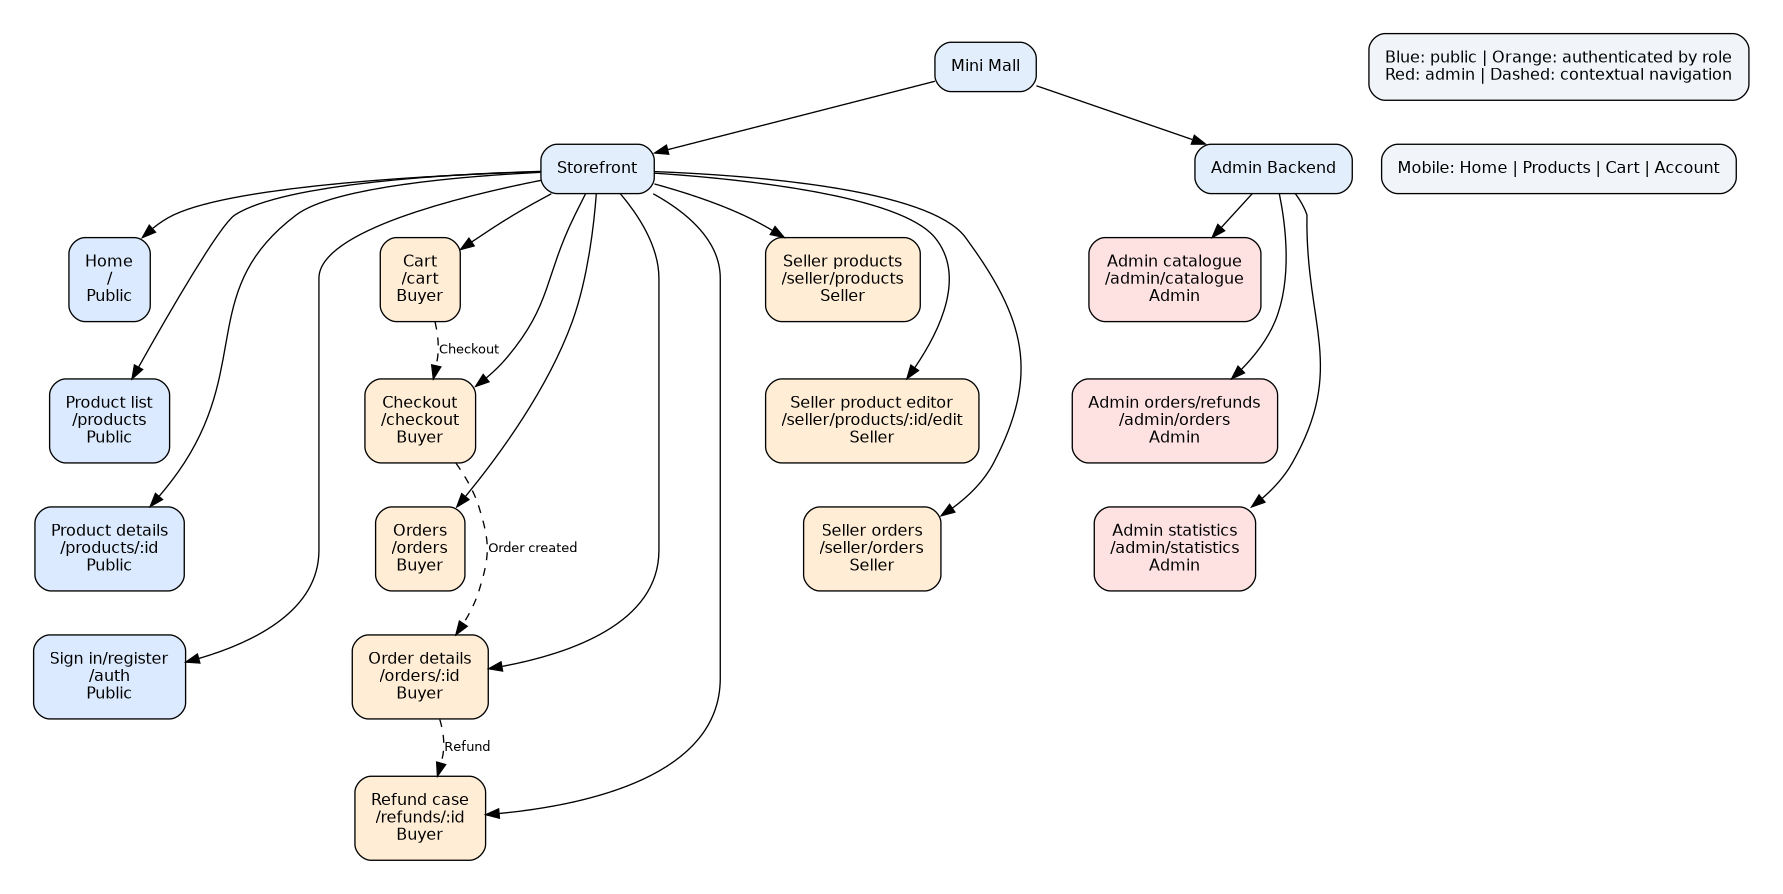 Mini Mall
Blue: public | Orange: authenticated by role
Red: admin | Dashed: contextual navigation
Storefront
Admin Backend
Mobile: Home | Products | Cart | Account
Home
/
Public
Cart
/cart
Buyer
Seller products
/seller/products
Seller
Admin catalogue
/admin/catalogue
Admin
Checkout
Product list
/products
Public
Checkout
/checkout
Buyer
Seller product editor
/seller/products/:id/edit
Seller
Admin orders/refunds
/admin/orders
Admin
Product details
/products/:id
Public
Orders
/orders
Buyer
Order created
Seller orders
/seller/orders
Seller
Admin statistics
/admin/statistics
Admin
Sign in/register
/auth
Public
Order details
/orders/:id
Buyer
Refund
Refund case
/refunds/:id
Buyer